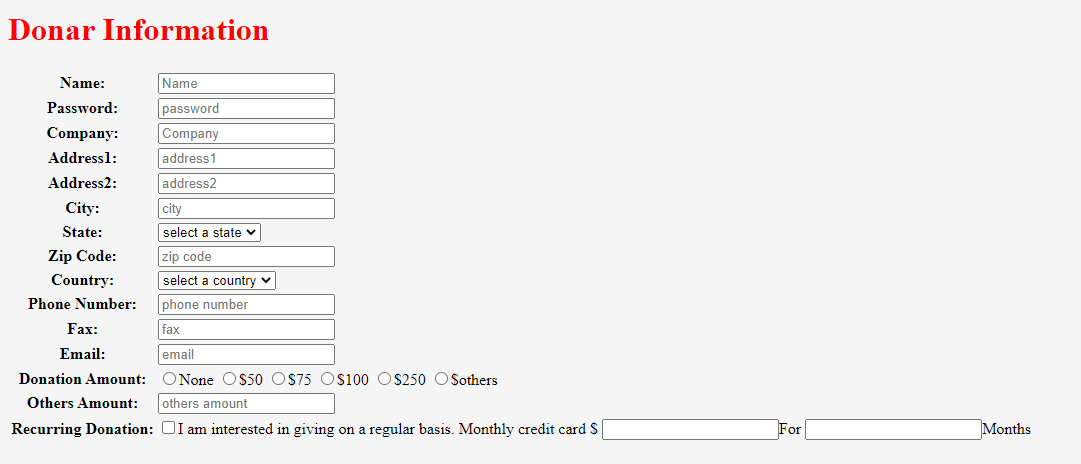 Donar Information
Name: Name
Password: password
Company: Company
Address1: address1
Address2: address2
City: city
State: select a state
Zip Code: zip code
Country: select a country
Phone Number: phone number
Fax: fax
Email: email
Donation Amount: None $50 $75 $100 $250 $others
Others Amount: others amount
Recurring Donation: I am interested in giving on a regular basis. Monthly credit card $ For Months